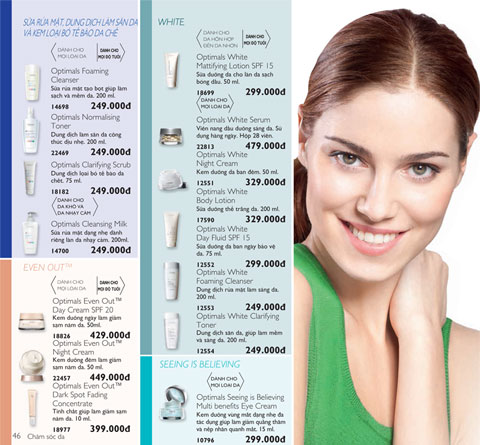 SỮA RỬA MẶT, DUNG DỊCH LÀM SĂN DA
VÀ KEM LOẠI BỎ TẾ BÀO DA CHẾ
DÀNH CHO
MỌI LOẠI DA
DÀNH CHO
MỌI ĐỘ TUỔI
Optimals Foaming
Cleanser
Sữa rửa mặt tạo bọt giúp làm
sạch và mềm da. 200 ml.
14698 249.000đ
Optimals Normalising
Toner
Dung dịch làm săn da công
thức dịu nhẹ. 200 ml.
22469 249.000đ
Optimals Clarifying Scrub
Dung dịch loại bỏ tế bào da
chết. 75 ml.
18182 249.000đ
DÀNH CHO
DA KHÔ VÀ
DA NHẠY CẢM
Optimals Cleansing Milk
Sữa rửa mặt dạng nhẹ dành
riêng làn da nhạy cảm. 200ml.
14700 249.000đ
EVEN OUT™
DÀNH CHO
MỌI LOẠI DA
DÀNH CHO
MỌI ĐỘ TUỔI
Optimals Even Out™
Day Cream SPF 20
Kem dưỡng ngày làm giảm
sạm nám da. 50ml.
18826 429.000đ
Optimals Even Out™
Night Cream
Kem dưỡng đêm làm giảm
sạm nám da. 50 ml.
22457 449.000đ
Optimals Even Out™
Dark Spot Fading
Concentrate
Tinh chất giúp làm giảm sạm
nám da. 10 ml.
18977 399.000đ
46 Chăm sóc da
WHITE
DÀNH CHO
DA HỖN HỢP
ĐẾN DA NHỜN
DÀNH CHO
MỌI ĐỘ TUỔI
Optimals White
Mattifying Lotion SPF 15
Sữa dưỡng da cho làn da sạch
bóng dầu. 50 ml.
18699 299.000đ
DÀNH CHO
MỌI LOẠI DA
Optimals White Serum
Viên nang dầu dưỡng sáng da. Sử
dụng hàng ngày. Hộp 28 viên.
22813 479.000đ
Optimals White
Night Cream
Kem dưỡng da ban đêm. 50 ml.
12551 329.000đ
Optimals White
Body Lotion
Sữa dưỡng thể trắng da. 200 ml.
17590 329.000đ
Optimals White
Day Fluid SPF 15
Sữa dưỡng da ban ngày bảo vệ
da. 75 ml.
12552 299.000đ
Optimals White
Foaming Cleanser
Dung dịch rửa mặt làm sáng da.
200 ml.
12553 249.000đ
Optimals White Clarifying
Toner
Dung dịch săn da, giúp làm mềm
và sáng da. 200 ml.
12554 249.000đ
SEEING IS BELIEVING
DÀNH CHO
MỌI LOẠI DA
Optimals Seeing is Believing
Multi benefits Eye Cream
Kem dưỡng vùng mắt dạng nhẹ đa
tác dụng giúp làm giảm quầng thâm
và nếp nhăn quanh mắt. 15 ml.
10796 299.000đ